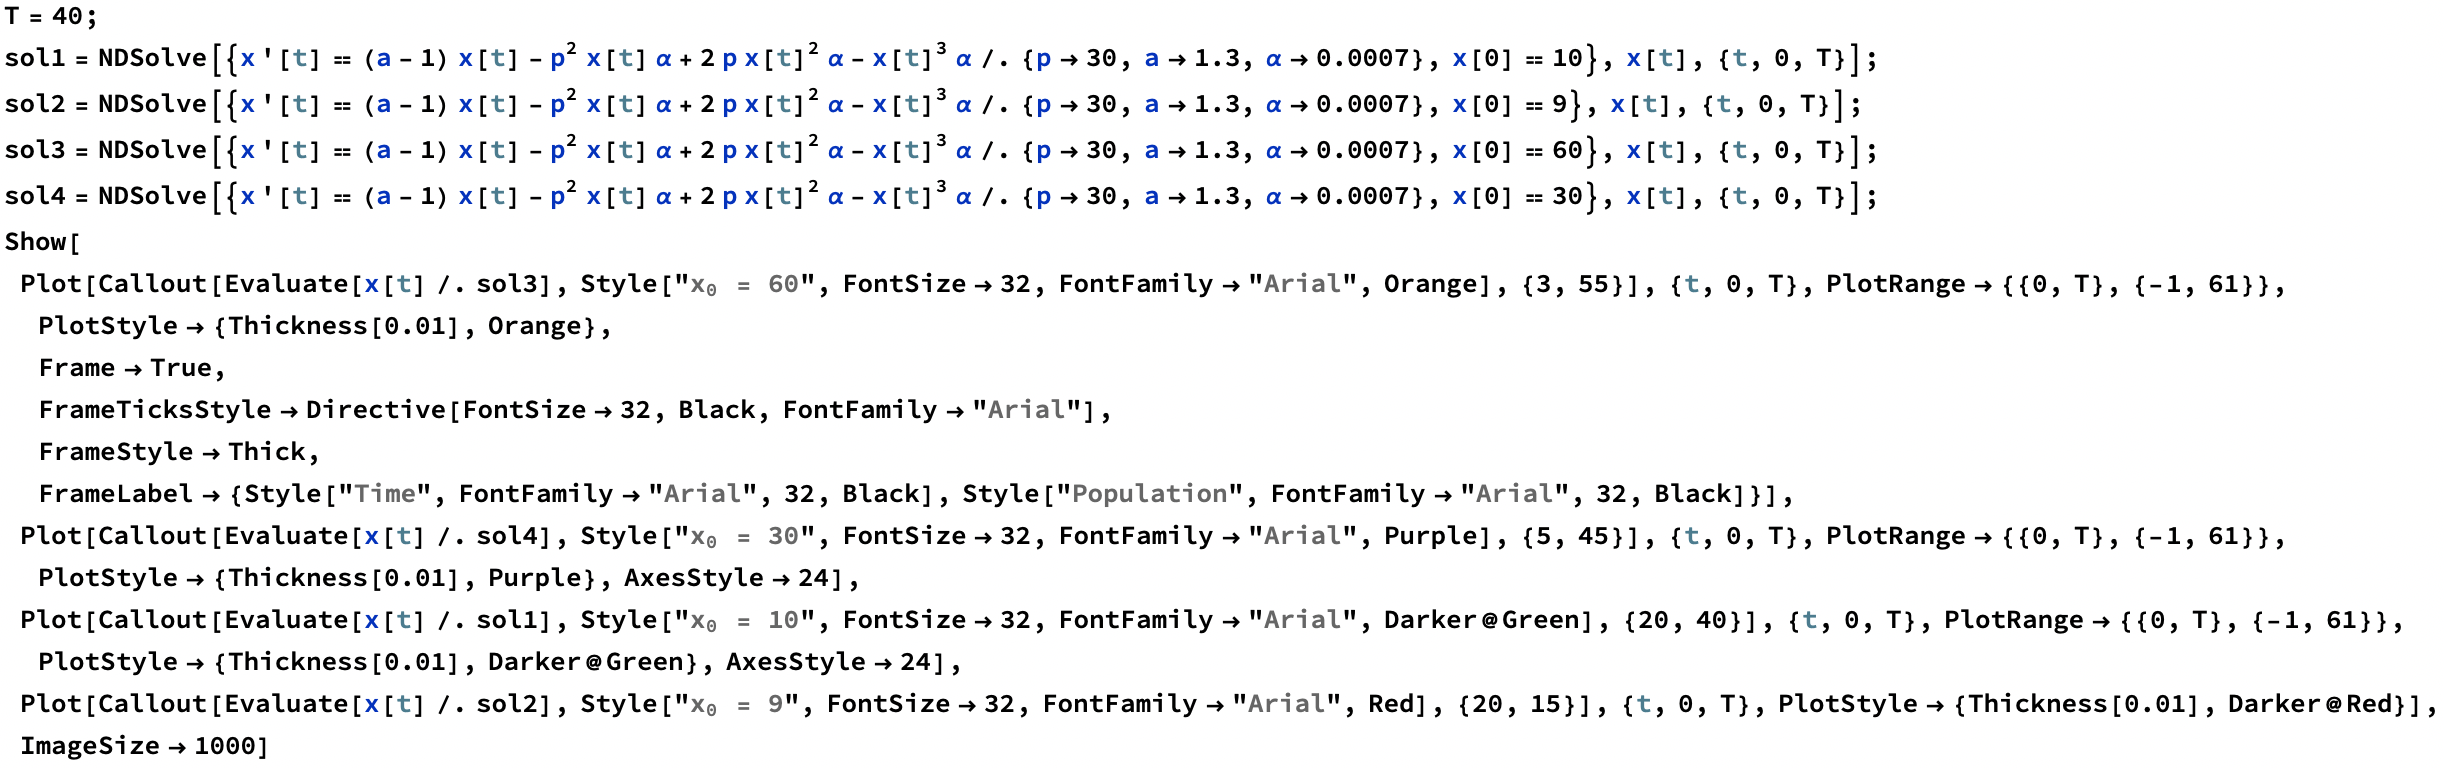 T = 40;
sol1 = NDSolve[{x'[t] == (a - 1) x[t] - p² x[t] α + 2 p x[t]² α - x[t]³ α /. {p → 30, a → 1.3, α → 0.0007}, x[0] == 10}, x[t], {t, 0, T}];
sol2 = NDSolve[{x'[t] == (a - 1) x[t] - p² x[t] α + 2 p x[t]² α - x[t]³ α /. {p → 30, a → 1.3, α → 0.0007}, x[0] == 9}, x[t], {t, 0, T}];
sol3 = NDSolve[{x'[t] == (a - 1) x[t] - p² x[t] α + 2 p x[t]² α - x[t]³ α /. {p → 30, a → 1.3, α → 0.0007}, x[0] == 60}, x[t], {t, 0, T}];
sol4 = NDSolve[{x'[t] == (a - 1) x[t] - p² x[t] α + 2 p x[t]² α - x[t]³ α /. {p → 30, a → 1.3, α → 0.0007}, x[0] == 30}, x[t], {t, 0, T}];
Show[
Plot[Callout[Evaluate[x[t] /. sol3], Style["x₀ = 60", FontSize → 32, FontFamily → "Arial", Orange], {3, 55}], {t, 0, T}, PlotRange → {{0, T}, {-1, 61}},
PlotStyle → {Thickness[0.01], Orange},
Frame → True,
FrameTicksStyle → Directive[FontSize → 32, Black, FontFamily → "Arial"],
FrameStyle → Thick,
FrameLabel → {Style["Time", FontFamily → "Arial", 32, Black], Style["Population", FontFamily → "Arial", 32, Black]}],
Plot[Callout[Evaluate[x[t] /. sol4], Style["x₀ = 30", FontSize → 32, FontFamily → "Arial", Purple], {5, 45}], {t, 0, T}, PlotRange → {{0, T}, {-1, 61}},
PlotStyle → {Thickness[0.01], Purple}, AxesStyle → 24],
Plot[Callout[Evaluate[x[t] /. sol1], Style["x₀ = 10", FontSize → 32, FontFamily → "Arial", Darker@Green], {20, 40}], {t, 0, T}, PlotRange → {{0, T}, {-1, 61}},
PlotStyle → {Thickness[0.01], Darker@Green}, AxesStyle → 24],
Plot[Callout[Evaluate[x[t] /. sol2], Style["x₀ = 9", FontSize → 32, FontFamily → "Arial", Red], {20, 15}], {t, 0, T}, PlotStyle → {Thickness[0.01], Darker@Red}],
ImageSize → 1000]